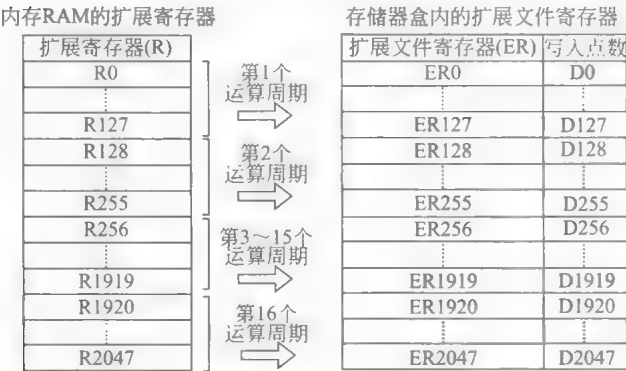 内存RAM的扩展寄存器
存储器盒内的扩展文件寄存器
扩展寄存器(R)
扩展文件寄存器(ER) 写入点数
R0
第1个
运算周期
ER0 D0
R127
ER127 D127
R128
第2个
运算周期
ER128 D128
R255
ER255 D255
R256
第3～15个
运算周期
ER256 D256
R1919
ER1919 D1919
R1920
第16个
运算周期
ER1920 D1920
R2047
ER2047 D2047